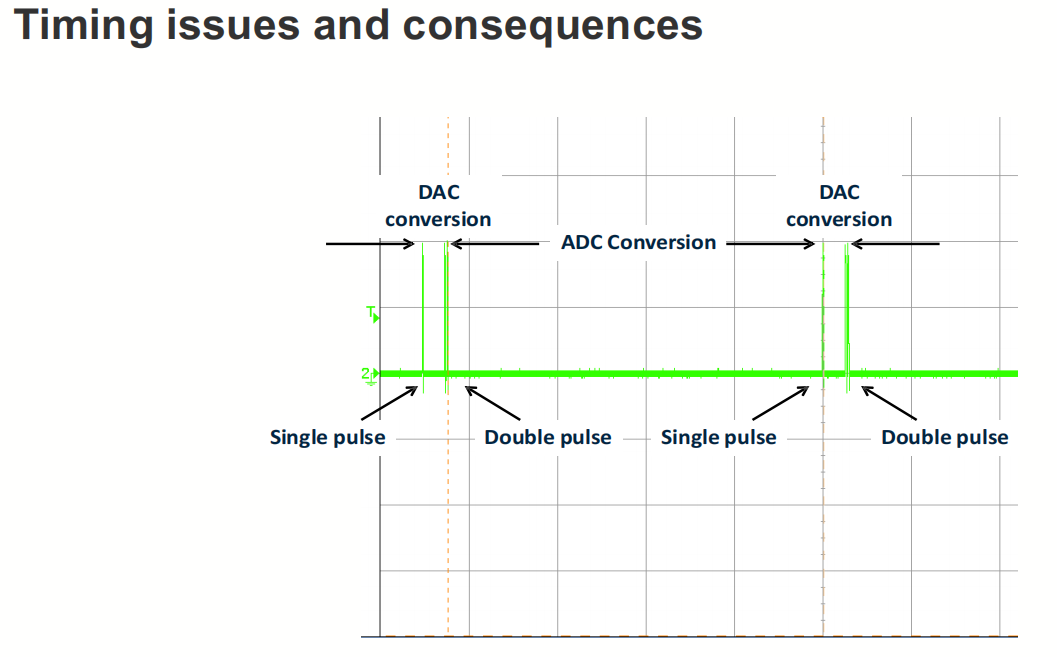 Timing issues and consequences
DAC
conversion
ADC Conversion
DAC
conversion
T
2
Single pulse
Double pulse
Single pulse
Double pulse